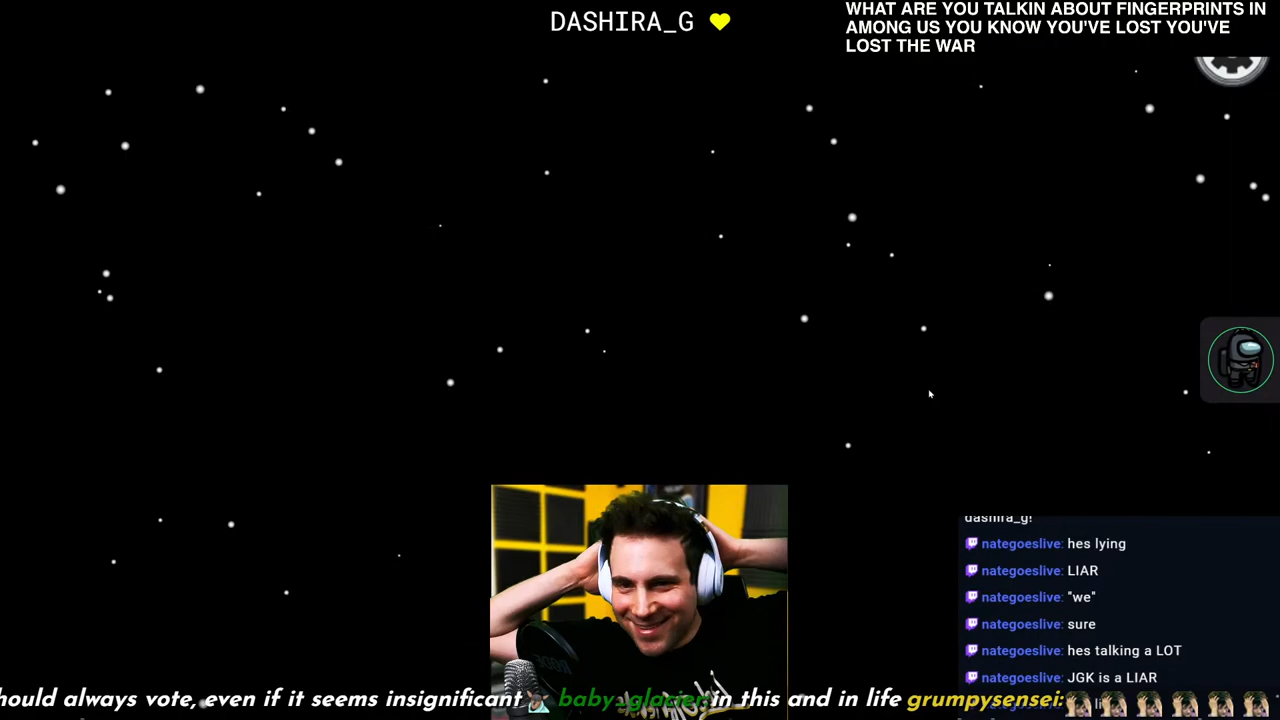 DASHIRA_G
WHAT ARE YOU TALKIN ABOUT FINGERPRINTS IN
AMONG US YOU KNOW YOU'VE LOST YOU'VE
LOST THE WAR
dashira_g!
nategoeslive: hes lying
nategoeslive: LIAR
nategoeslive: "we"
nategoeslive: sure
nategoeslive: hes talking a LOT
nategoeslive: JGK is a LIAR
hould always vote, even if it seems insignificant baby_glacier: in this and in life grumpysensei: